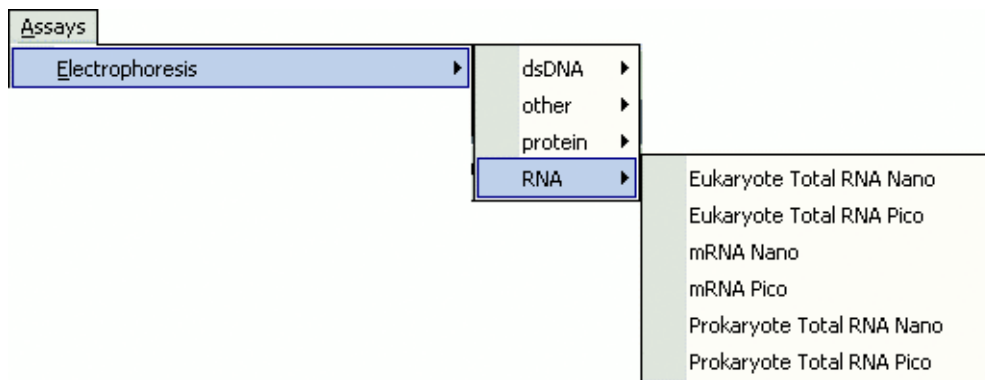 Assays
Electrophoresis
dsDNA
other
protein
RNA
Eukaryote Total RNA Nano
Eukaryote Total RNA Pico
mRNA Nano
mRNA Pico
Prokaryote Total RNA Nano
Prokaryote Total RNA Pico